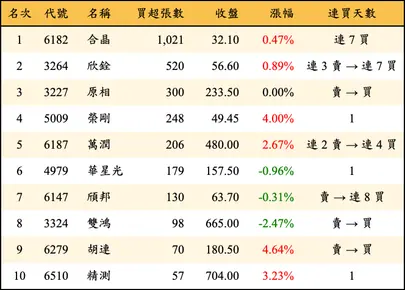 名次 代號 名稱 買超張數 收盤 漲幅 連買天數
1 6182 合晶 1,021 32.10 0.47% 連 7 買
2 3264 欣銓 520 56.60 0.89% 連 3 賣 → 連 7 買
3 3227 原相 300 233.50 0.00% 賣 → 買
4 5009 榮剛 248 49.45 4.00% 1
5 6187 萬潤 206 480.00 2.67% 連 2 賣 → 連 4 買
6 4979 華星光 179 157.50 -0.96% 1
7 6147 頎邦 130 63.70 -0.31% 賣 → 連 8 買
8 3324 雙鴻 98 665.00 -2.47% 賣 → 買
9 6279 胡連 70 180.50 4.64% 賣 → 買
10 6510 精測 57 704.00 3.23% 1